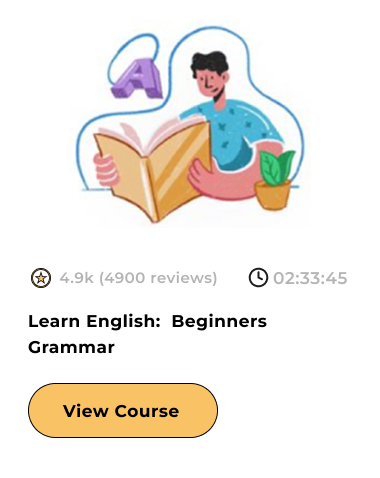 A
4.9k (4900 reviews) 02:33:45
Learn English: Beginners
Grammar
View Course